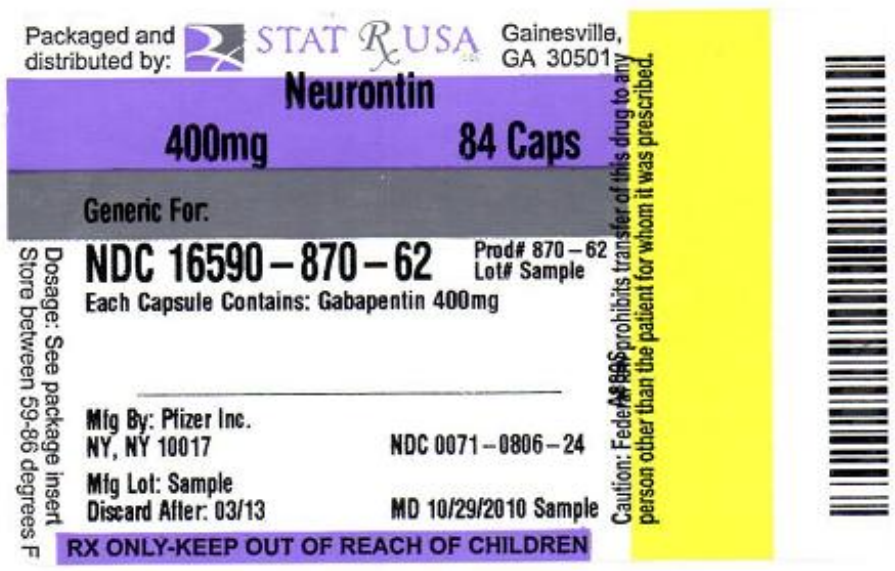 Packaged and
distributed by:
STAT Rx USA
Gainesville,
GA 30501
Neurontin
400mg 84 Caps
Generic For:
NDC 16590-870-62
Prod# 870-62
Lot# Sample
Each Capsule Contains: Gabapentin 400mg
Mfg By: Pfizer Inc.
NY, NY 10017 NDC 0071-0806-24
Mfg Lot: Sample
Discard After: 03/13 MD 10/29/2010 Sample
RX ONLY-KEEP OUT OF REACH OF CHILDREN
Dosage: See package insert
Store between 59-86 degrees F
Caution: Federal prohibits transfer of this drug to any
person other than the patient for whom it was prescribed.